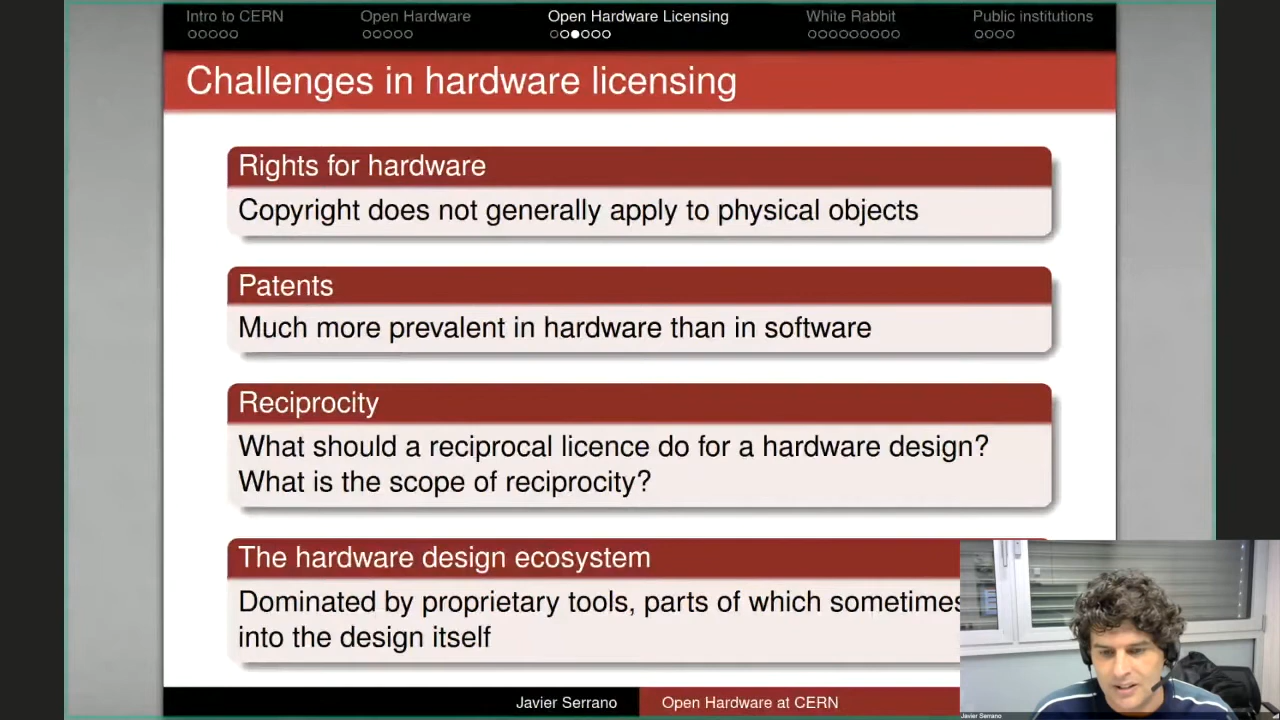 Intro to CERN Open Hardware Open Hardware Licensing White Rabbit Public institutions
Challenges in hardware licensing
Rights for hardware
Copyright does not generally apply to physical objects
Patents
Much more prevalent in hardware than in software
Reciprocity
What should a reciprocal licence do for a hardware design?
What is the scope of reciprocity?
The hardware design ecosystem
Dominated by proprietary tools, parts of which sometimes
into the design itself
Javier Serrano Open Hardware at CERN
Javier Serrano